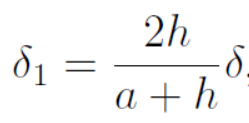 δ₁ = 2h / (a + h) δ,